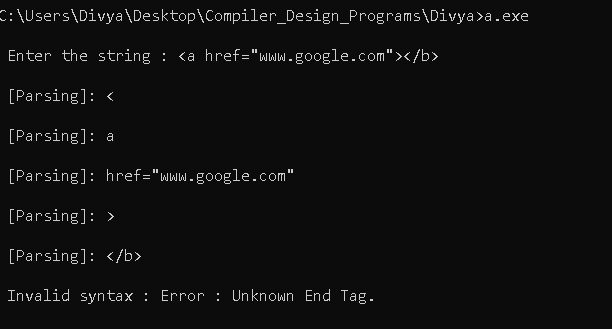 C:\Users\Divya\Desktop\Compiler_Design_Programs\Divya>a.exe
Enter the string : <a href="www.google.com"></b>
[Parsing]: <
[Parsing]: a
[Parsing]: href="www.google.com"
[Parsing]: >
[Parsing]: </b>
Invalid syntax : Error : Unknown End Tag.